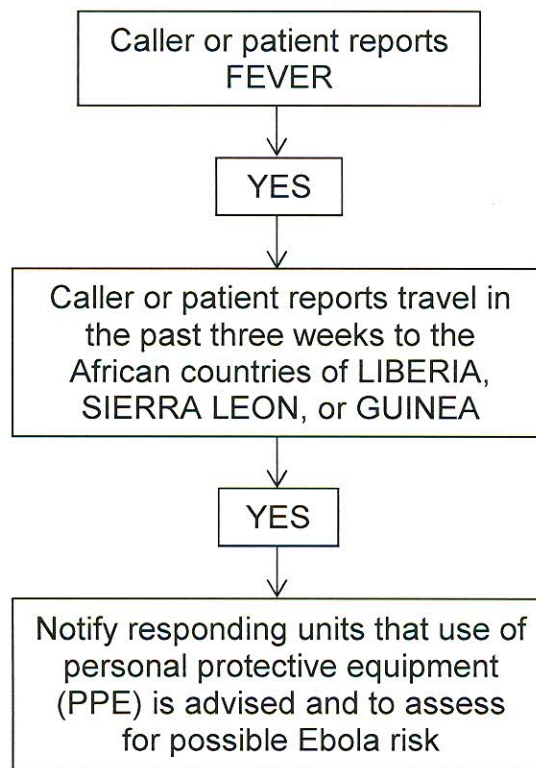 Caller or patient reports
FEVER
YES
Caller or patient reports travel in
the past three weeks to the
African countries of LIBERIA,
SIERRA LEON, or GUINEA
YES
Notify responding units that use of
personal protective equipment
(PPE) is advised and to assess
for possible Ebola risk